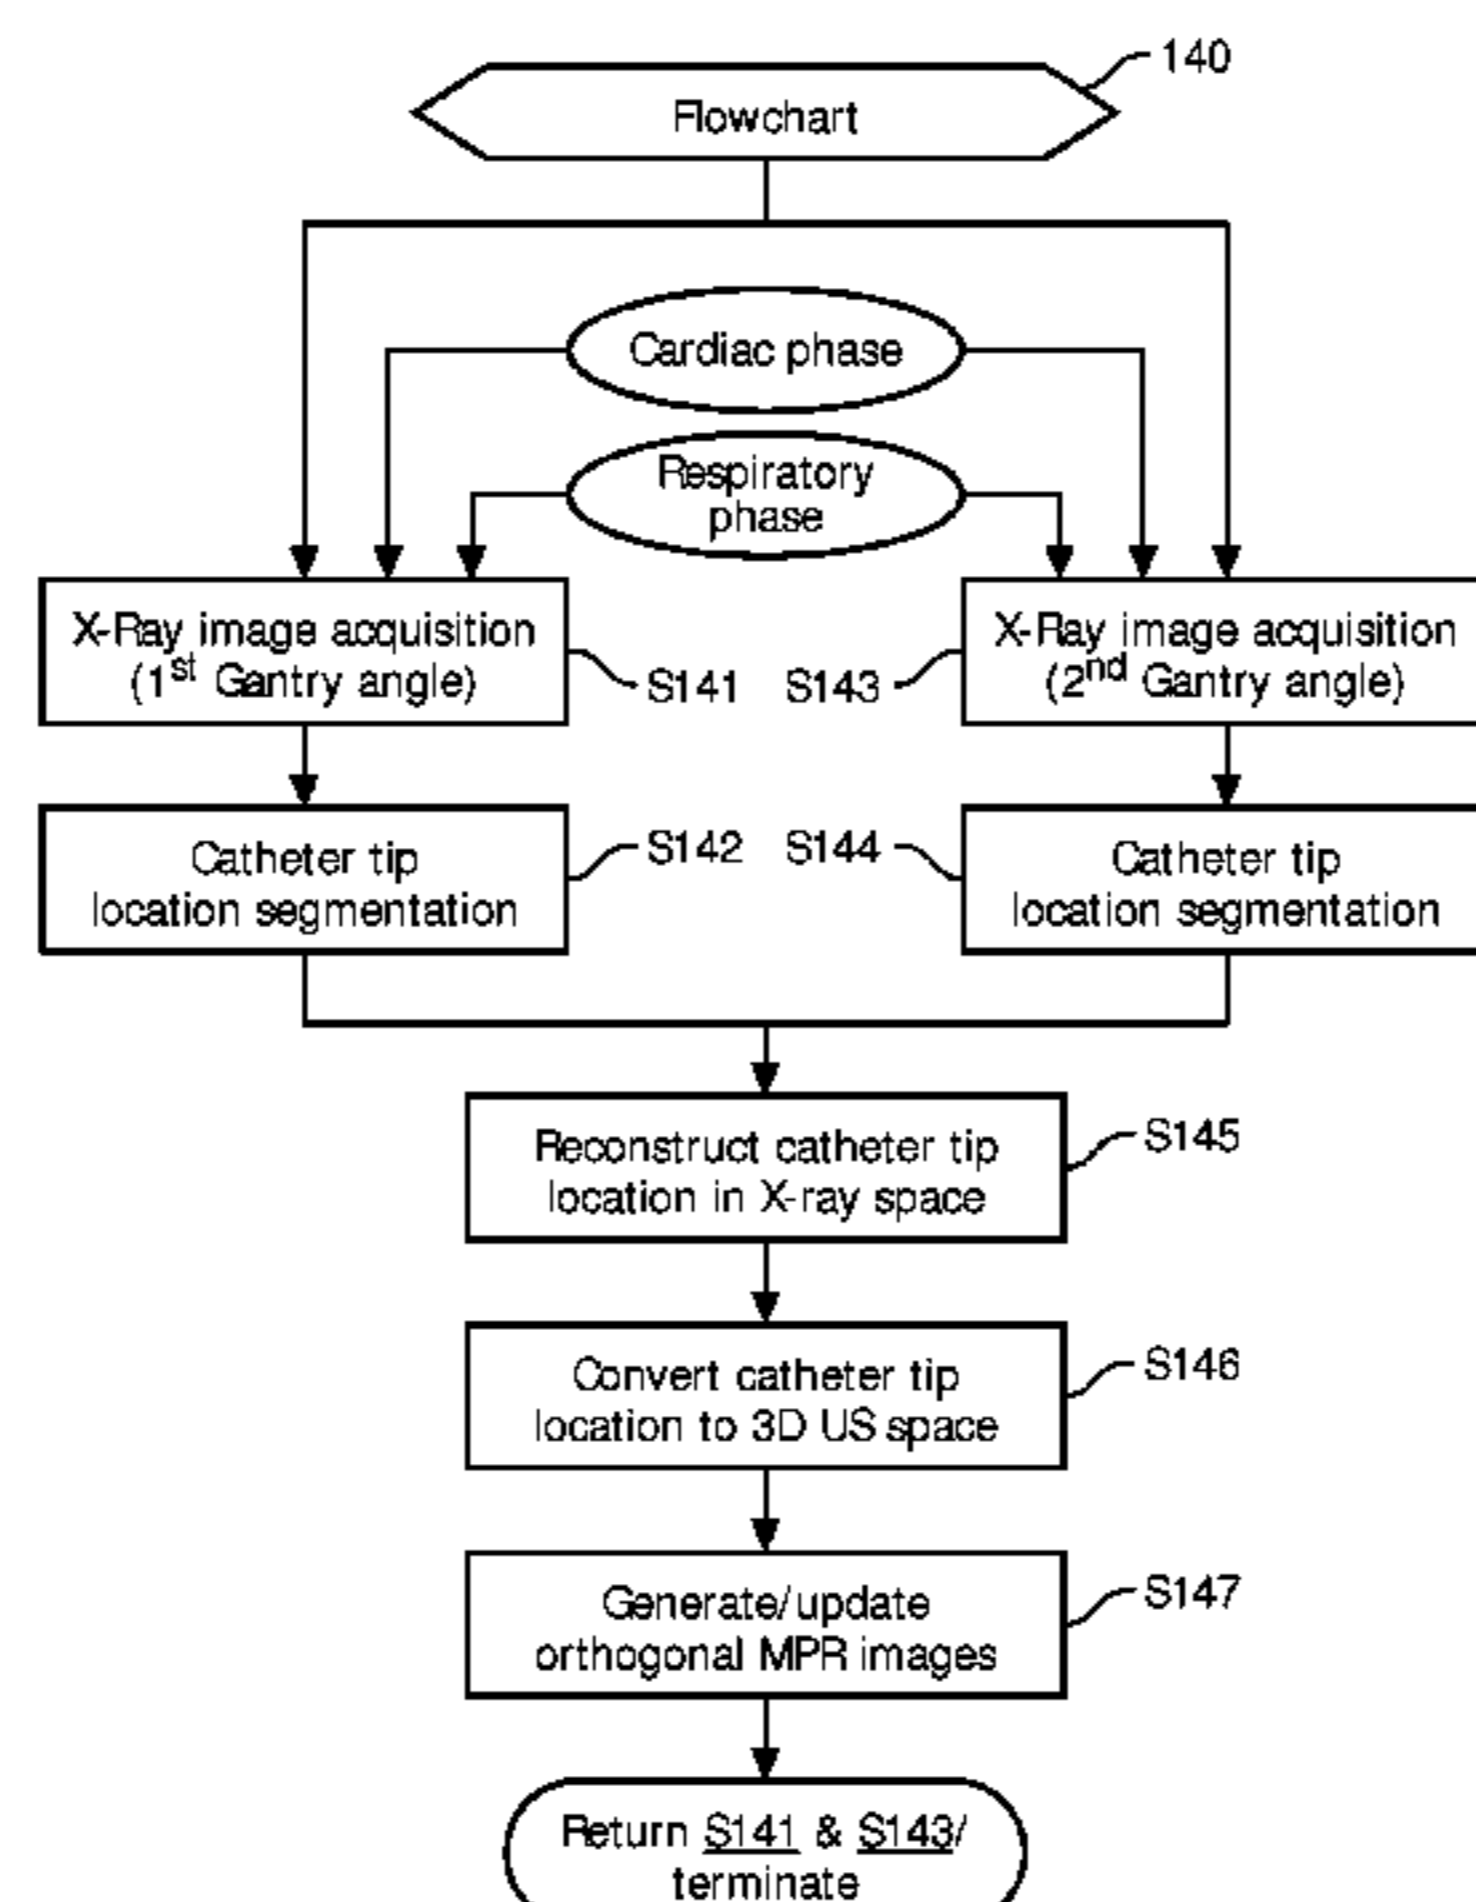 140
Flowchart
Cardiac phase
Respiratory
phase
X-Ray image acquisition
(1st Gantry angle)
S141
S143
X-Ray image acquisition
(2nd Gantry angle)
Catheter tip
location segmentation
S142
S144
Catheter tip
location segmentation
Reconstruct catheter tip
location in X-ray space
S145
Convert catheter tip
location to 3D US space
S146
Generate/update
orthogonal MPR images
S147
Return S141 & S143/
terminate